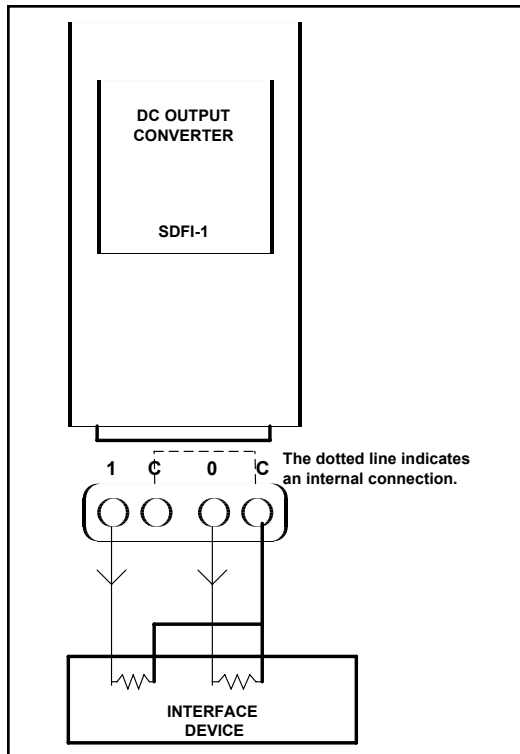 DC OUTPUT
CONVERTER
SDFI-1
1 C 0 C
The dotted line indicates
an internal connection.
INTERFACE
DEVICE